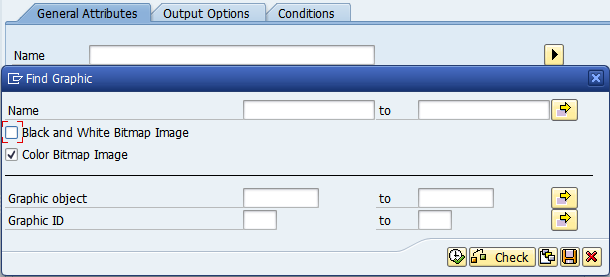 General Attributes Output Options Conditions
Name
Find Graphic
Name to
Black and White Bitmap Image
Color Bitmap Image
Graphic object to
Graphic ID to
Check